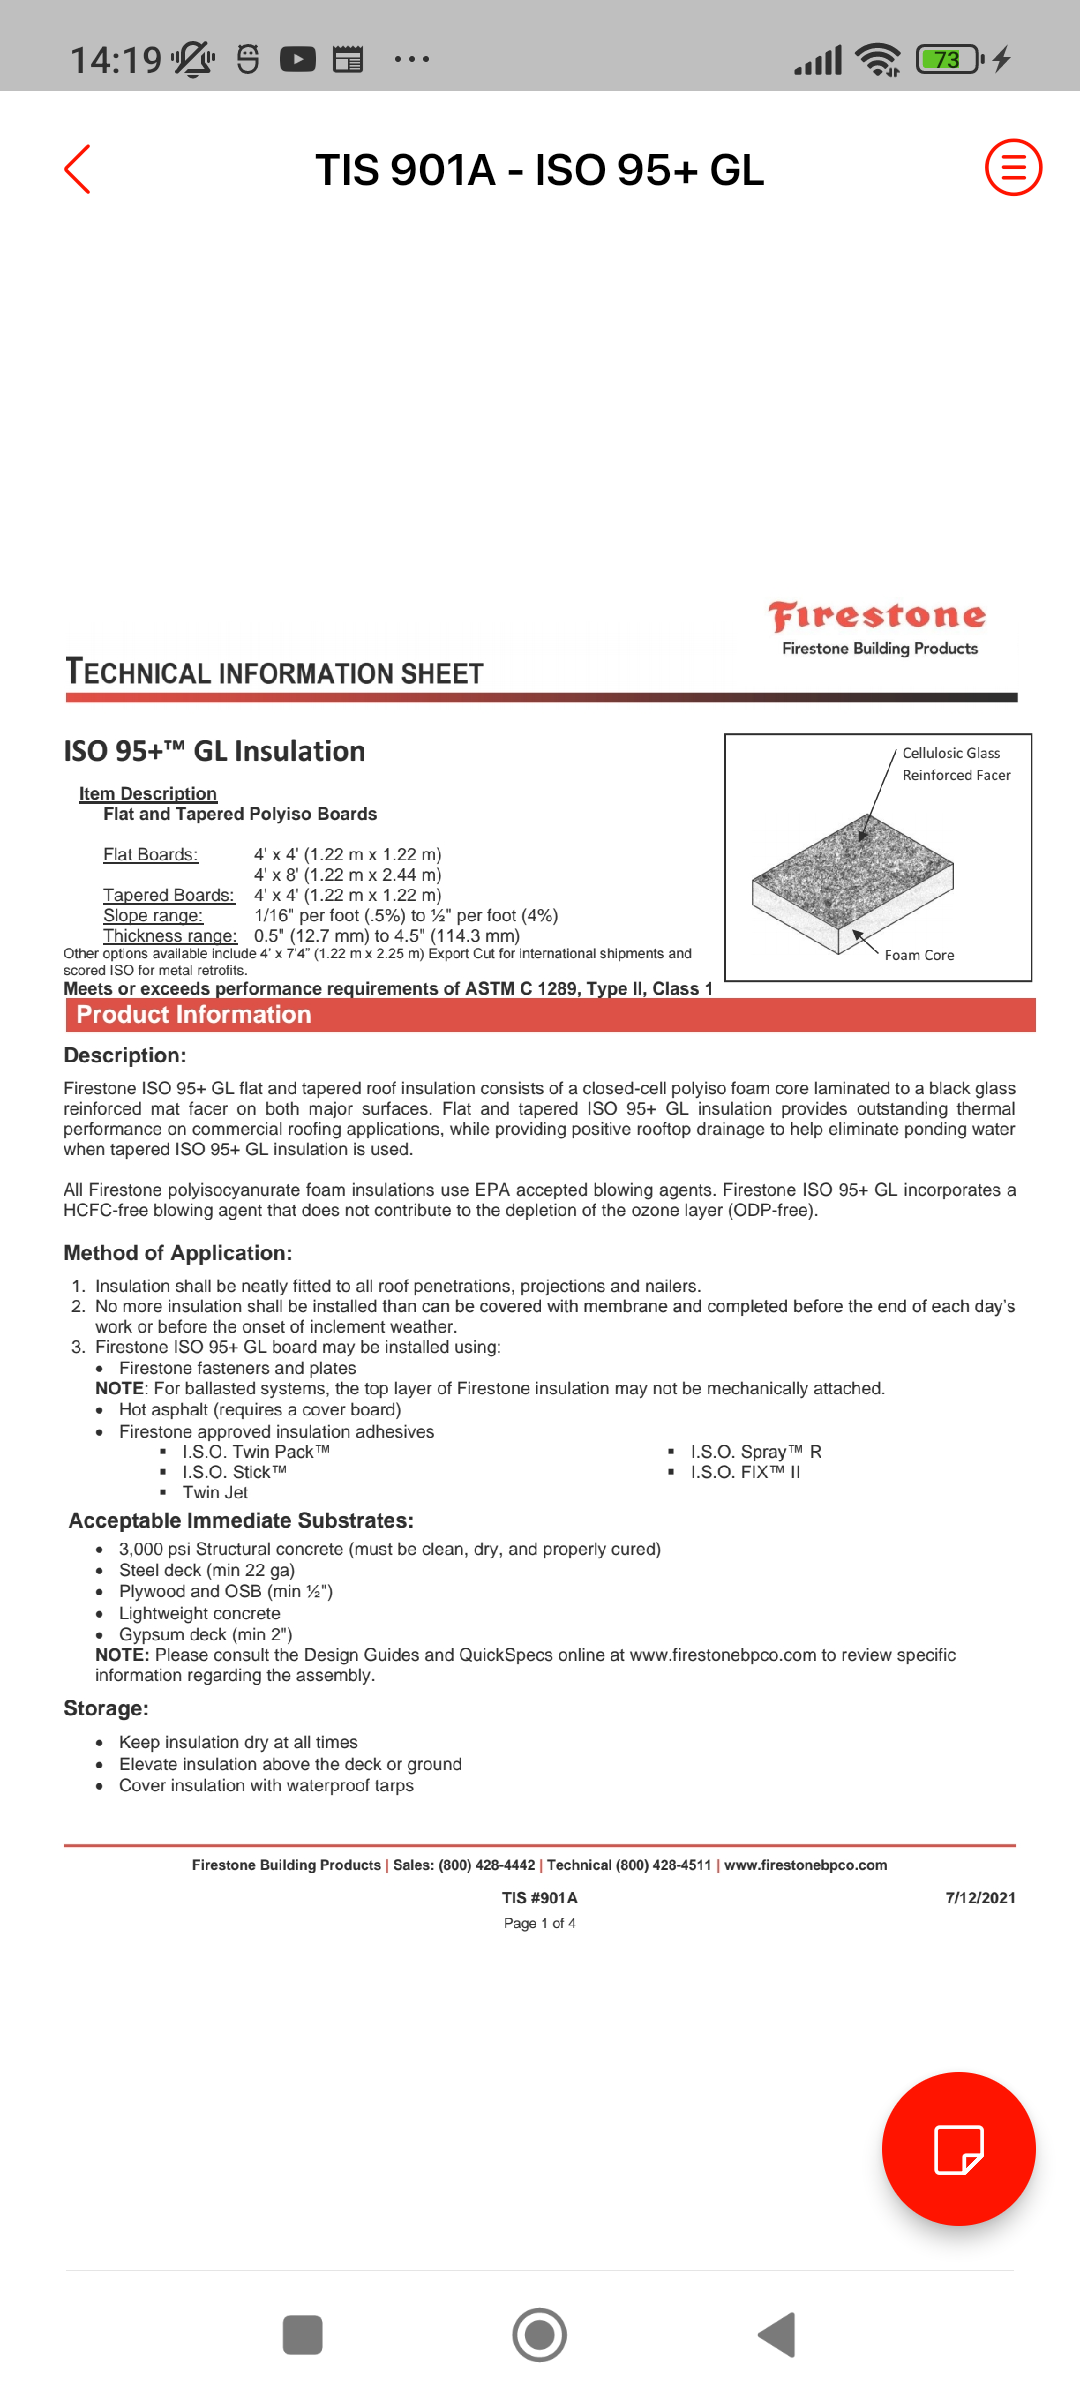 14:19
73
TIS 901A - ISO 95+ GL
Firestone
Firestone Building Products
TECHNICAL INFORMATION SHEET
ISO 95+™ GL Insulation
Cellulosic Glass
Reinforced Facer
Foam Core
Item Description
Flat and Tapered Polyiso Boards
Flat Boards: 4' x 4' (1.22 m x 1.22 m)
4' x 8' (1.22 m x 2.44 m)
Tapered Boards: 4' x 4' (1.22 m x 1.22 m)
Slope range: 1/16" per foot (.5%) to ½" per foot (4%)
Thickness range: 0.5" (12.7 mm) to 4.5" (114.3 mm)
Other options available include 4' x 7'4" (1.22 m x 2.25 m) Export Cut for international shipments and
scored ISO for metal retrofits.
Meets or exceeds performance requirements of ASTM C 1289, Type II, Class 1
Product Information
Description:
Firestone ISO 95+ GL flat and tapered roof insulation consists of a closed-cell polyiso foam core laminated to a black glass
reinforced mat facer on both major surfaces. Flat and tapered ISO 95+ GL insulation provides outstanding thermal
performance on commercial roofing applications, while providing positive rooftop drainage to help eliminate ponding water
when tapered ISO 95+ GL insulation is used.
All Firestone polyisocyanurate foam insulations use EPA accepted blowing agents. Firestone ISO 95+ GL incorporates a
HCFC-free blowing agent that does not contribute to the depletion of the ozone layer (ODP-free).
Method of Application:
1. Insulation shall be neatly fitted to all roof penetrations, projections and nailers.
2. No more insulation shall be installed than can be covered with membrane and completed before the end of each day's
work or before the onset of inclement weather.
3. Firestone ISO 95+ GL board may be installed using:
• Firestone fasteners and plates
NOTE: For ballasted systems, the top layer of Firestone insulation may not be mechanically attached.
• Hot asphalt (requires a cover board)
• Firestone approved insulation adhesives
▪ I.S.O. Twin Pack™ ▪ I.S.O. Spray™ R
▪ I.S.O. Stick™ ▪ I.S.O. FIX™ II
▪ Twin Jet
Acceptable Immediate Substrates:
• 3,000 psi Structural concrete (must be clean, dry, and properly cured)
• Steel deck (min 22 ga)
• Plywood and OSB (min ½")
• Lightweight concrete
• Gypsum deck (min 2")
NOTE: Please consult the Design Guides and QuickSpecs online at www.firestonebpco.com to review specific
information regarding the assembly.
Storage:
• Keep insulation dry at all times
• Elevate insulation above the deck or ground
• Cover insulation with waterproof tarps
Firestone Building Products | Sales: (800) 428-4442 | Technical (800) 428-4511 | www.firestonebpco.com
TIS #901A 7/12/2021
Page 1 of 4